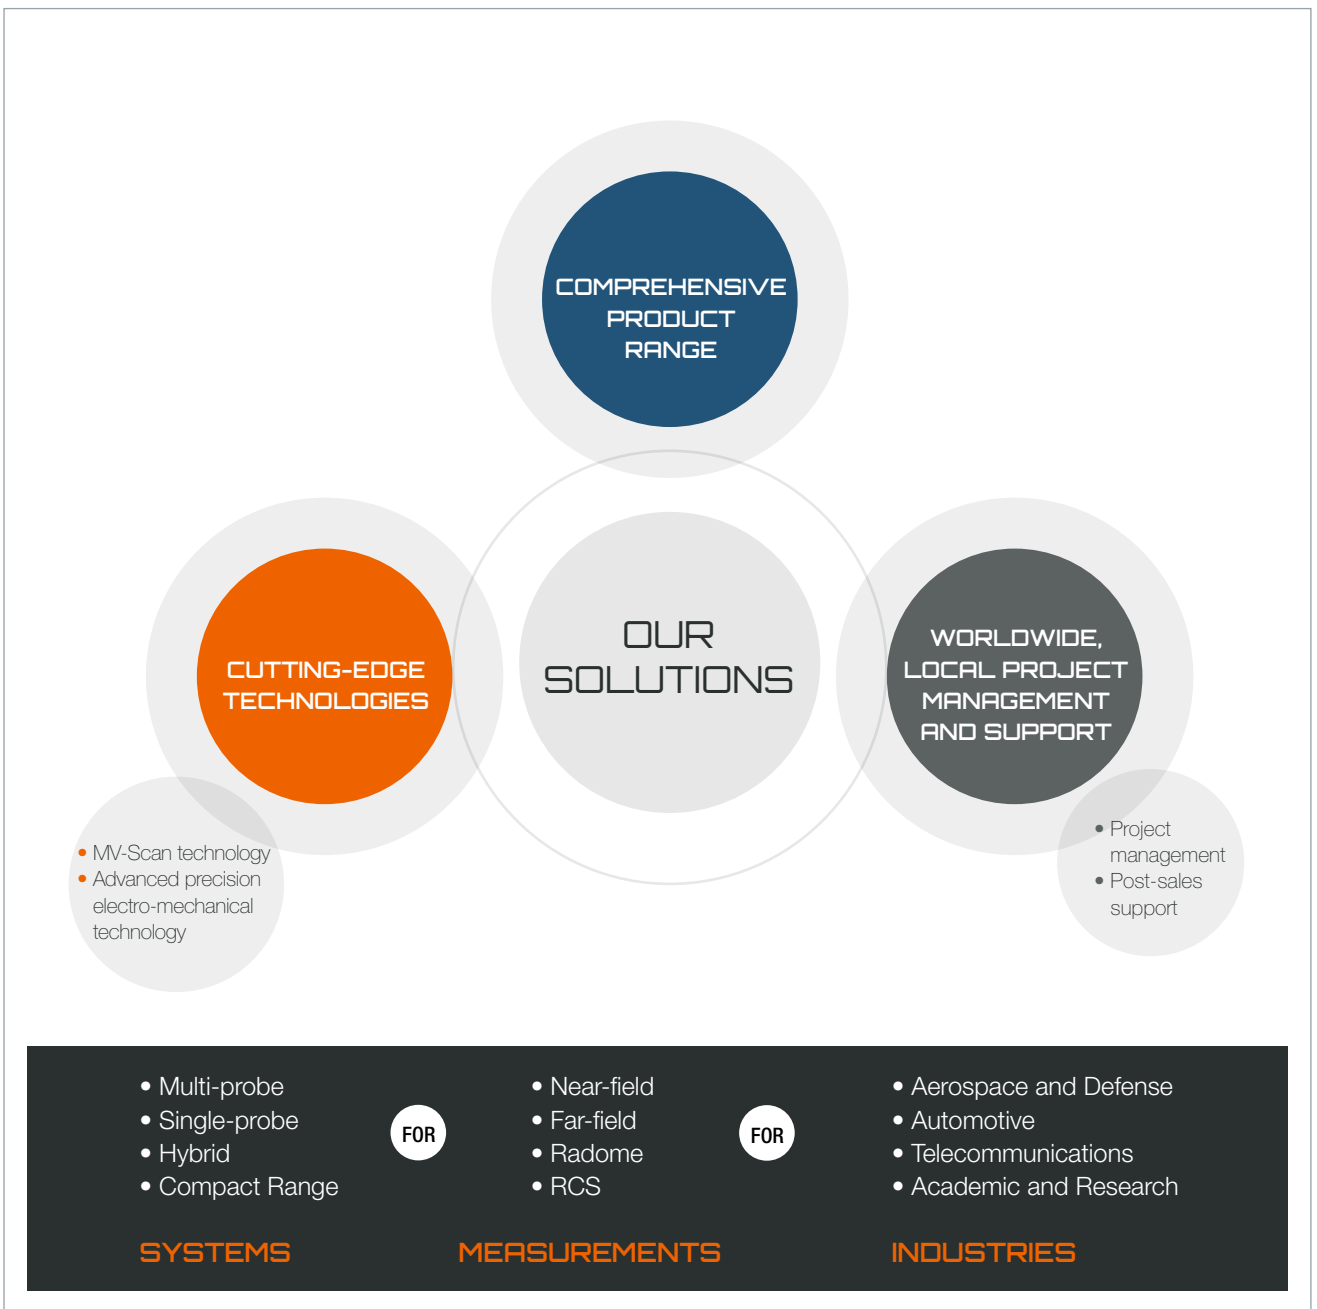 COMPREHENSIVE
PRODUCT
RANGE
OUR
SOLUTIONS
CUTTING-EDGE
TECHNOLOGIES
WORLDWIDE,
LOCAL PROJECT
MANAGEMENT
AND SUPPORT
• MV-Scan technology
• Advanced precision
electro-mechanical
technology
• Project
management
• Post-sales
support
• Multi-probe
• Single-probe
• Hybrid
• Compact Range
SYSTEMS
FOR
• Near-field
• Far-field
• Radome
• RCS
MEASUREMENTS
FOR
• Aerospace and Defense
• Automotive
• Telecommunications
• Academic and Research
INDUSTRIES